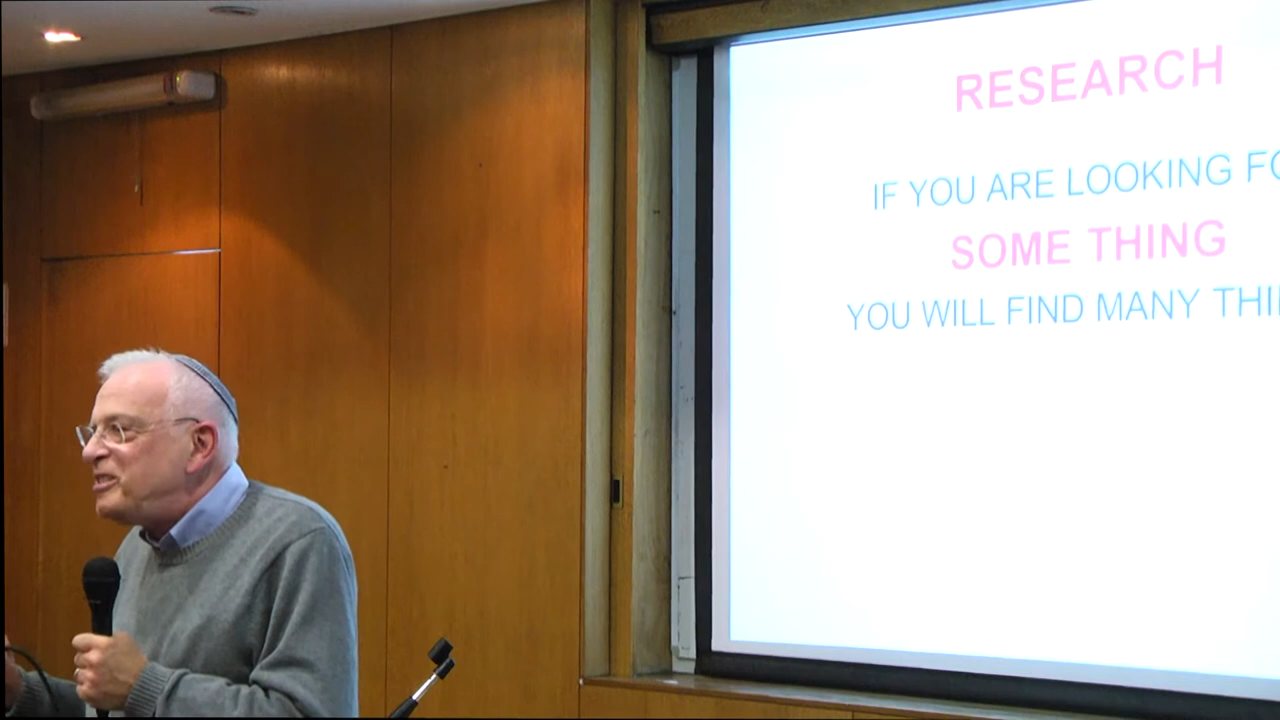 RESEARCH
IF YOU ARE LOOKING
SOME THING
YOU WILL FIND MANY